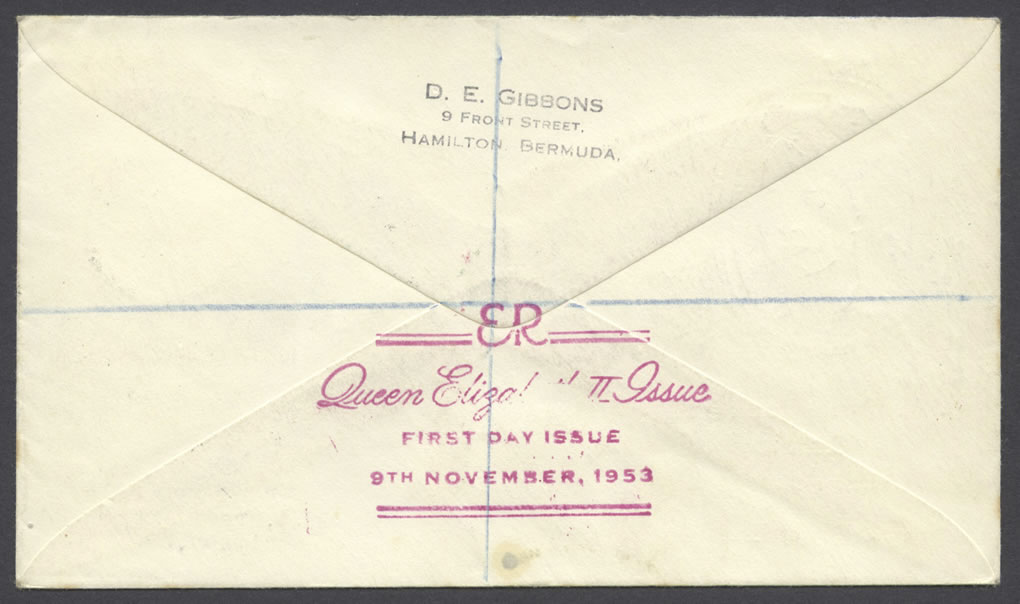 D. E. GIBBONS
9 FRONT STREET,
HAMILTON, BERMUDA.
ER
Queen II Issue
FIRST DAY ISSUE
9TH NOVEMBER, 1953